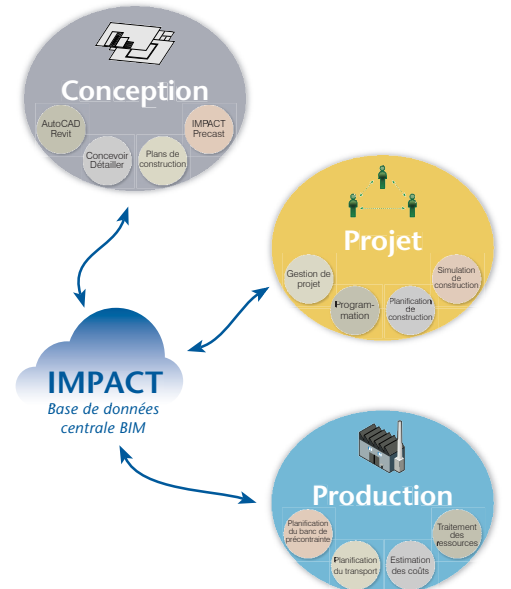 Conception
AutoCAD
Revit
IMPACT
Precast
Concevoir
Détailler
Plans de
construction
Projet
Gestion de
projet
Program-
mation
Planification
de
construction
Simulation
de
construction
IMPACT
Base de données
centrale BIM
Production
Planification
du banc de
précontrainte
Planification
du transport
Estimation
des coûts
Traitement
des
ressources